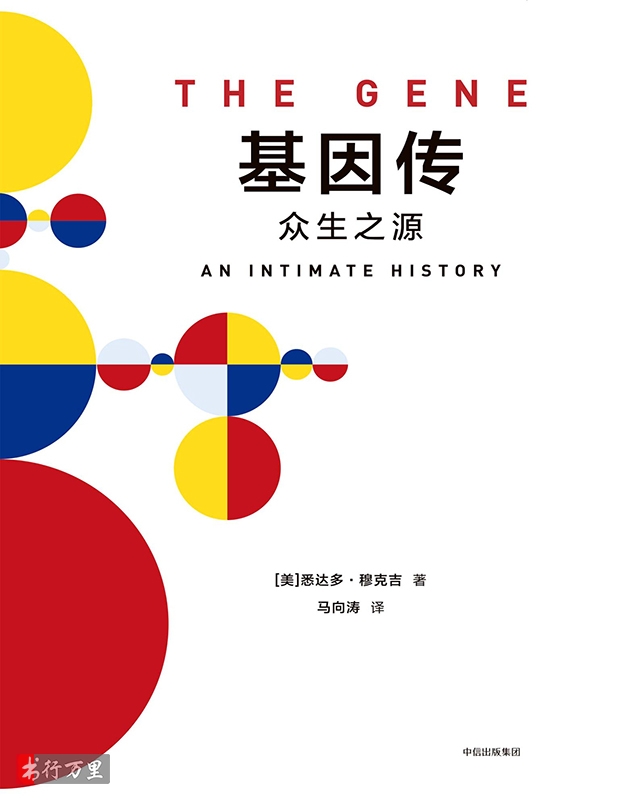 THE GENE
基因传
众生之源
AN INTIMATE HISTORY
[美]悉达多·穆克吉 著
马向涛 译
中信出版集团
书行万里